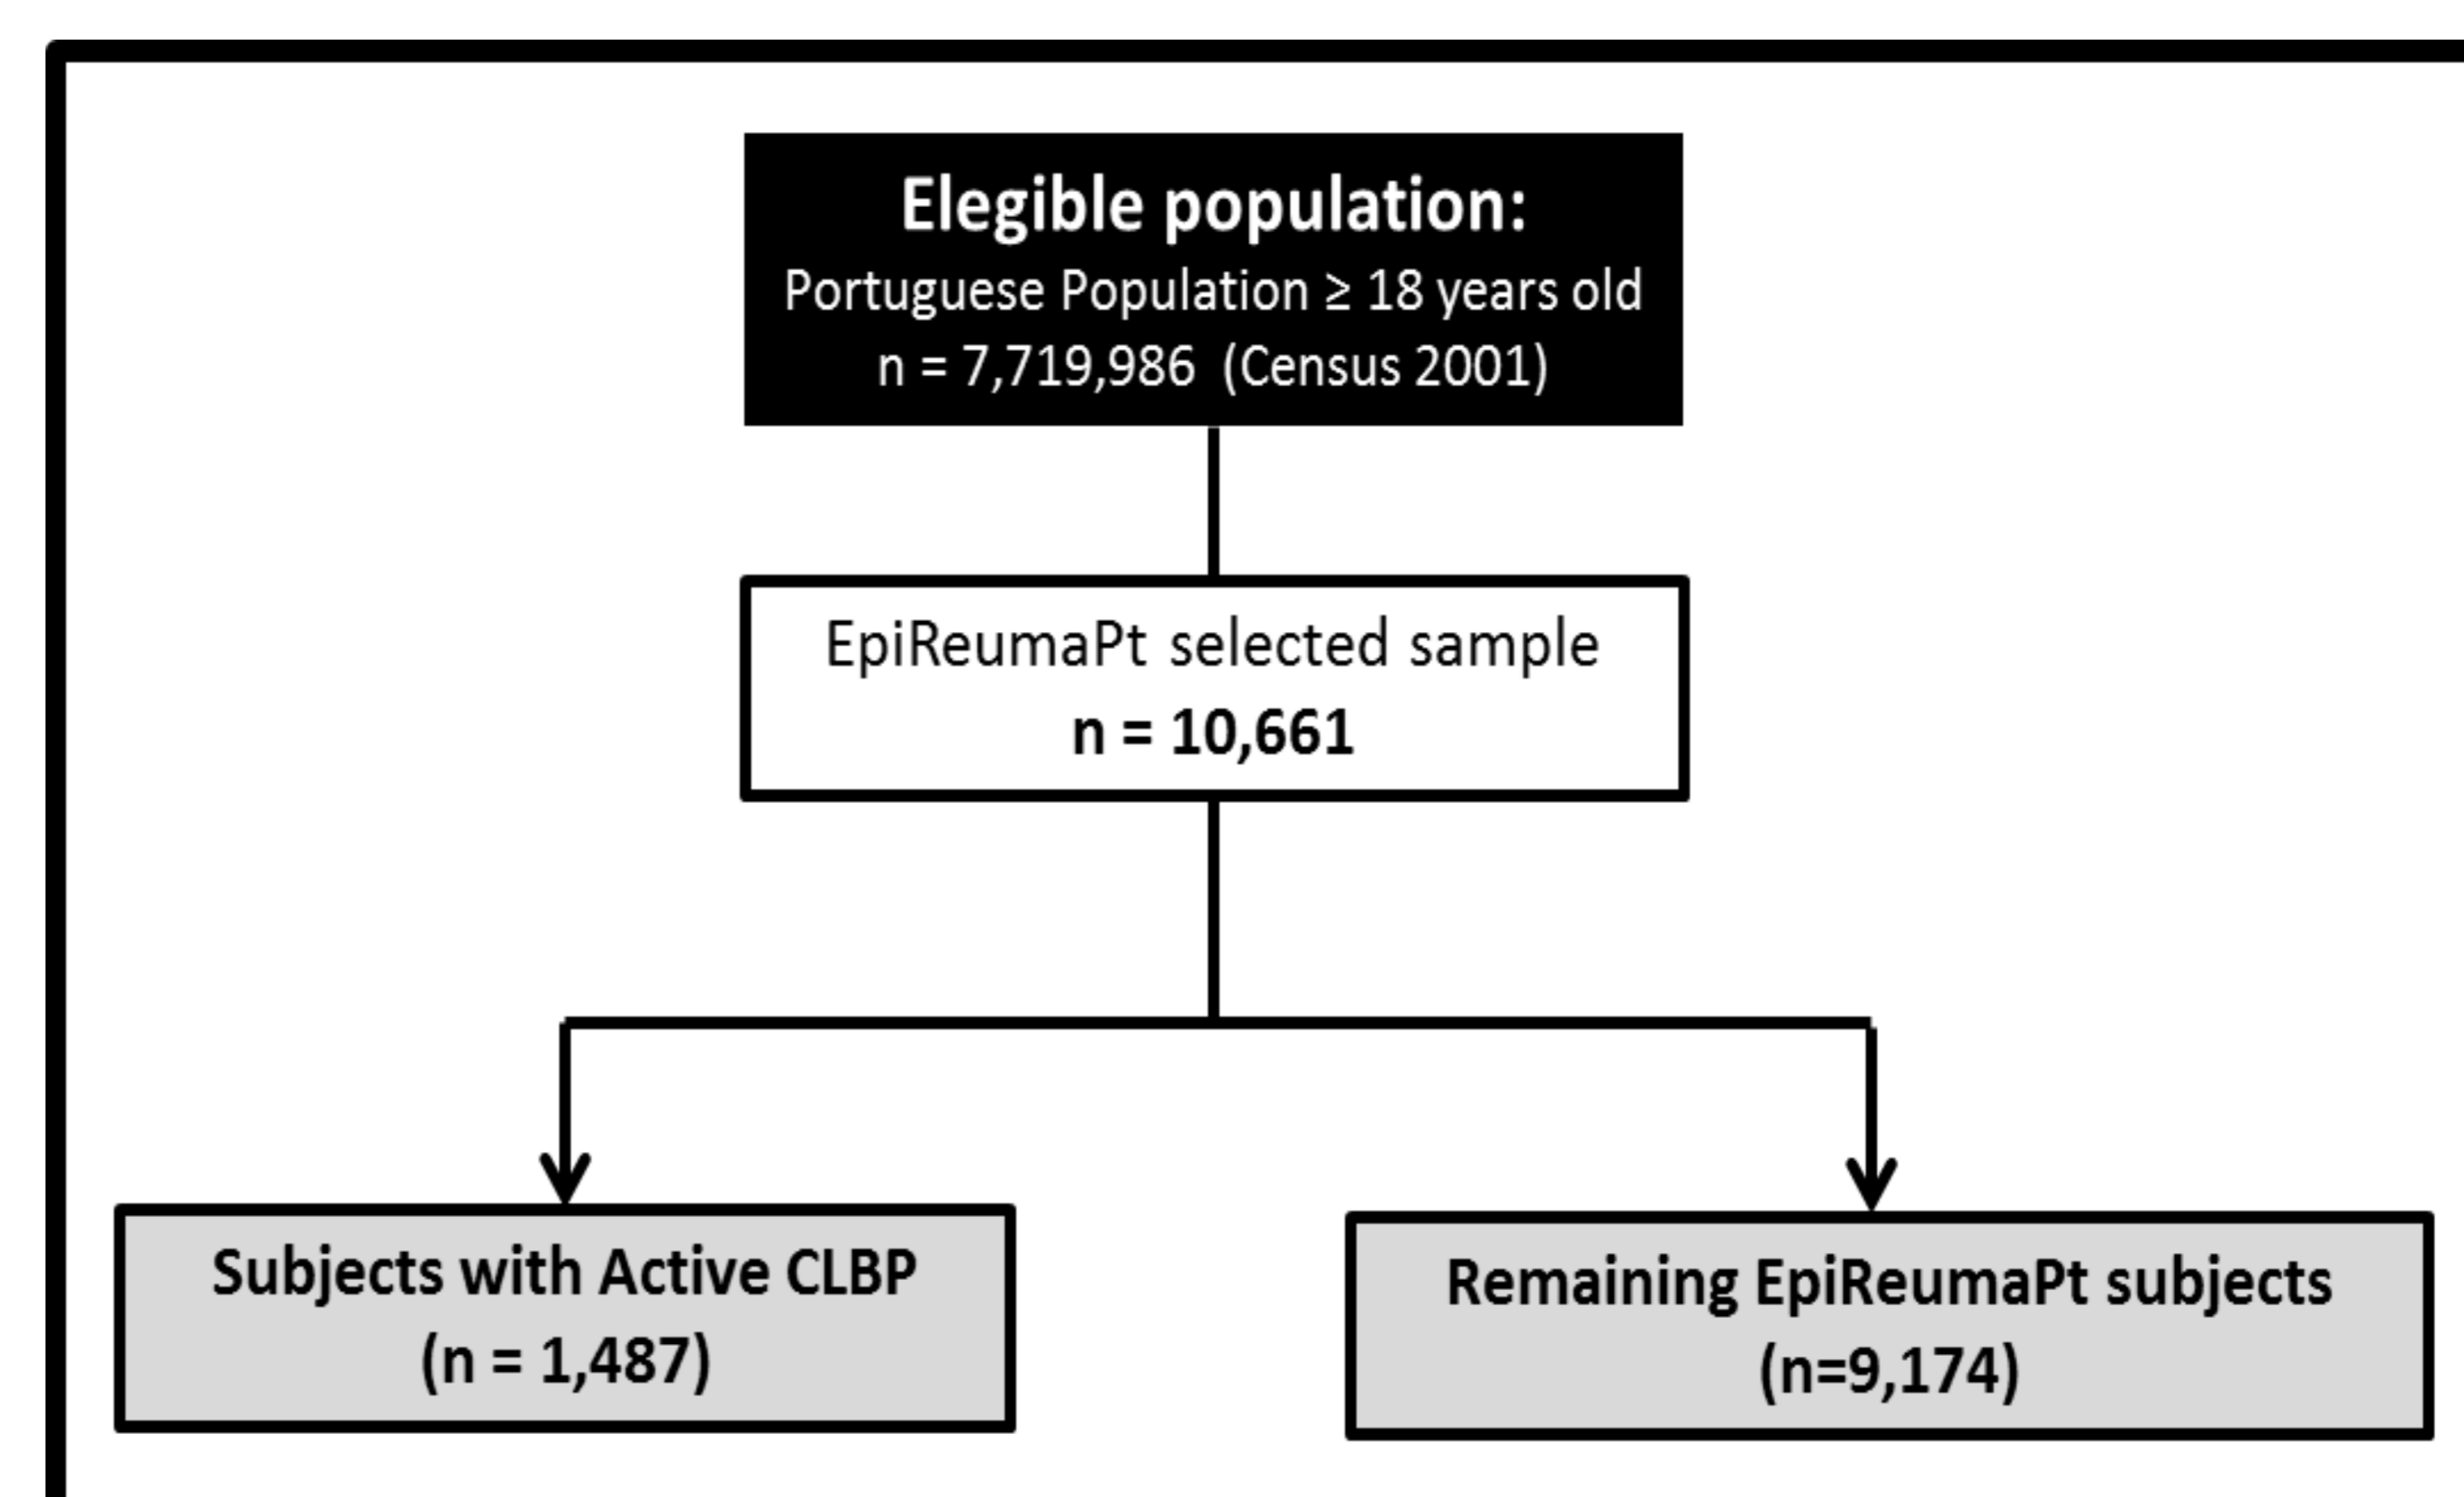 Elegible population:
Portuguese Population ≥ 18 years old
n = 7,719,986 (Census 2001)
EpiReumaPt selected sample
n = 10,661
Subjects with Active CLBP
(n = 1,487)
Remaining EpiReumaPt subjects
(n=9,174)